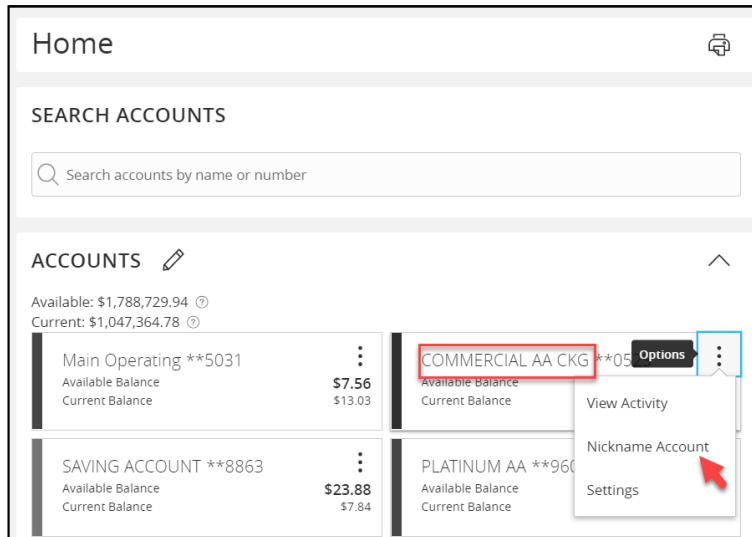 Home
SEARCH ACCOUNTS
Search accounts by name or number
ACCOUNTS
Available: $1,788,729.94
Current: $1,047,364.78
Main Operating **5031
Available Balance $7.56
Current Balance $13.03
COMMERCIAL AA CKG
Options
Available Balance
Current Balance
View Activity
Nickname Account
Settings
SAVING ACCOUNT **8863
Available Balance $23.88
Current Balance $7.84
PLATINUM AA **960
Available Balance
Current Balance